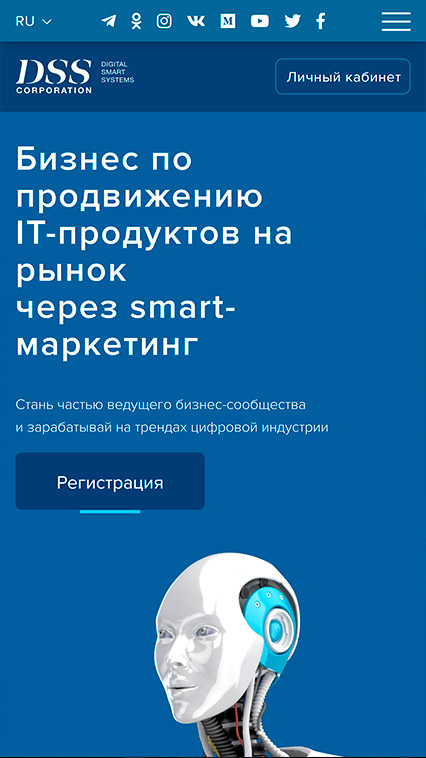 RU
DSS
CORPORATION
DIGITAL
SMART
SYSTEMS
Личный кабинет
Бизнес по
продвижению
IT-продуктов на
рынок
через smart-
маркетинг
Стань частью ведущего бизнес-сообщества
и зарабатывай на трендах цифровой индустрии
Регистрация